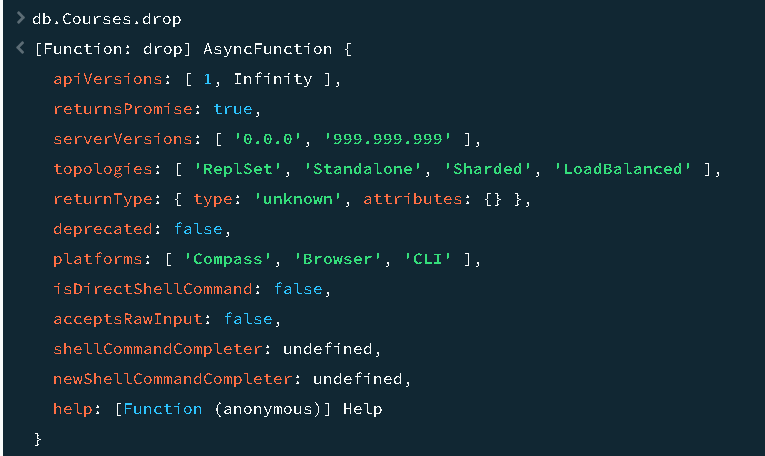 > db.Courses.drop
< [Function: drop] AsyncFunction {
apiVersions: [ 1, Infinity ],
returnsPromise: true,
serverVersions: [ '0.0.0', '999.999.999' ],
topologies: [ 'ReplSet', 'Standalone', 'Sharded', 'LoadBalanced' ],
returnType: { type: 'unknown', attributes: {} },
deprecated: false,
platforms: [ 'Compass', 'Browser', 'CLI' ],
isDirectShellCommand: false,
acceptsRawInput: false,
shellCommandCompleter: undefined,
newShellCommandCompleter: undefined,
help: [Function (anonymous)] Help
}